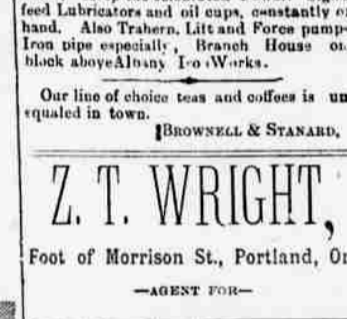 feed Lubricators and oil cups, constantly o
hand. Also Trahern, Lift and Force pump-
Iron pipe especially, Branch House on
block above Albany Iro Works.
Our line of choice teas and coffees is un
equaled in town.
BROWNELL & STANARD,
Z. T. WRIGHT,
Foot of Morrison St., Portland, Or
—AGENT FOR—